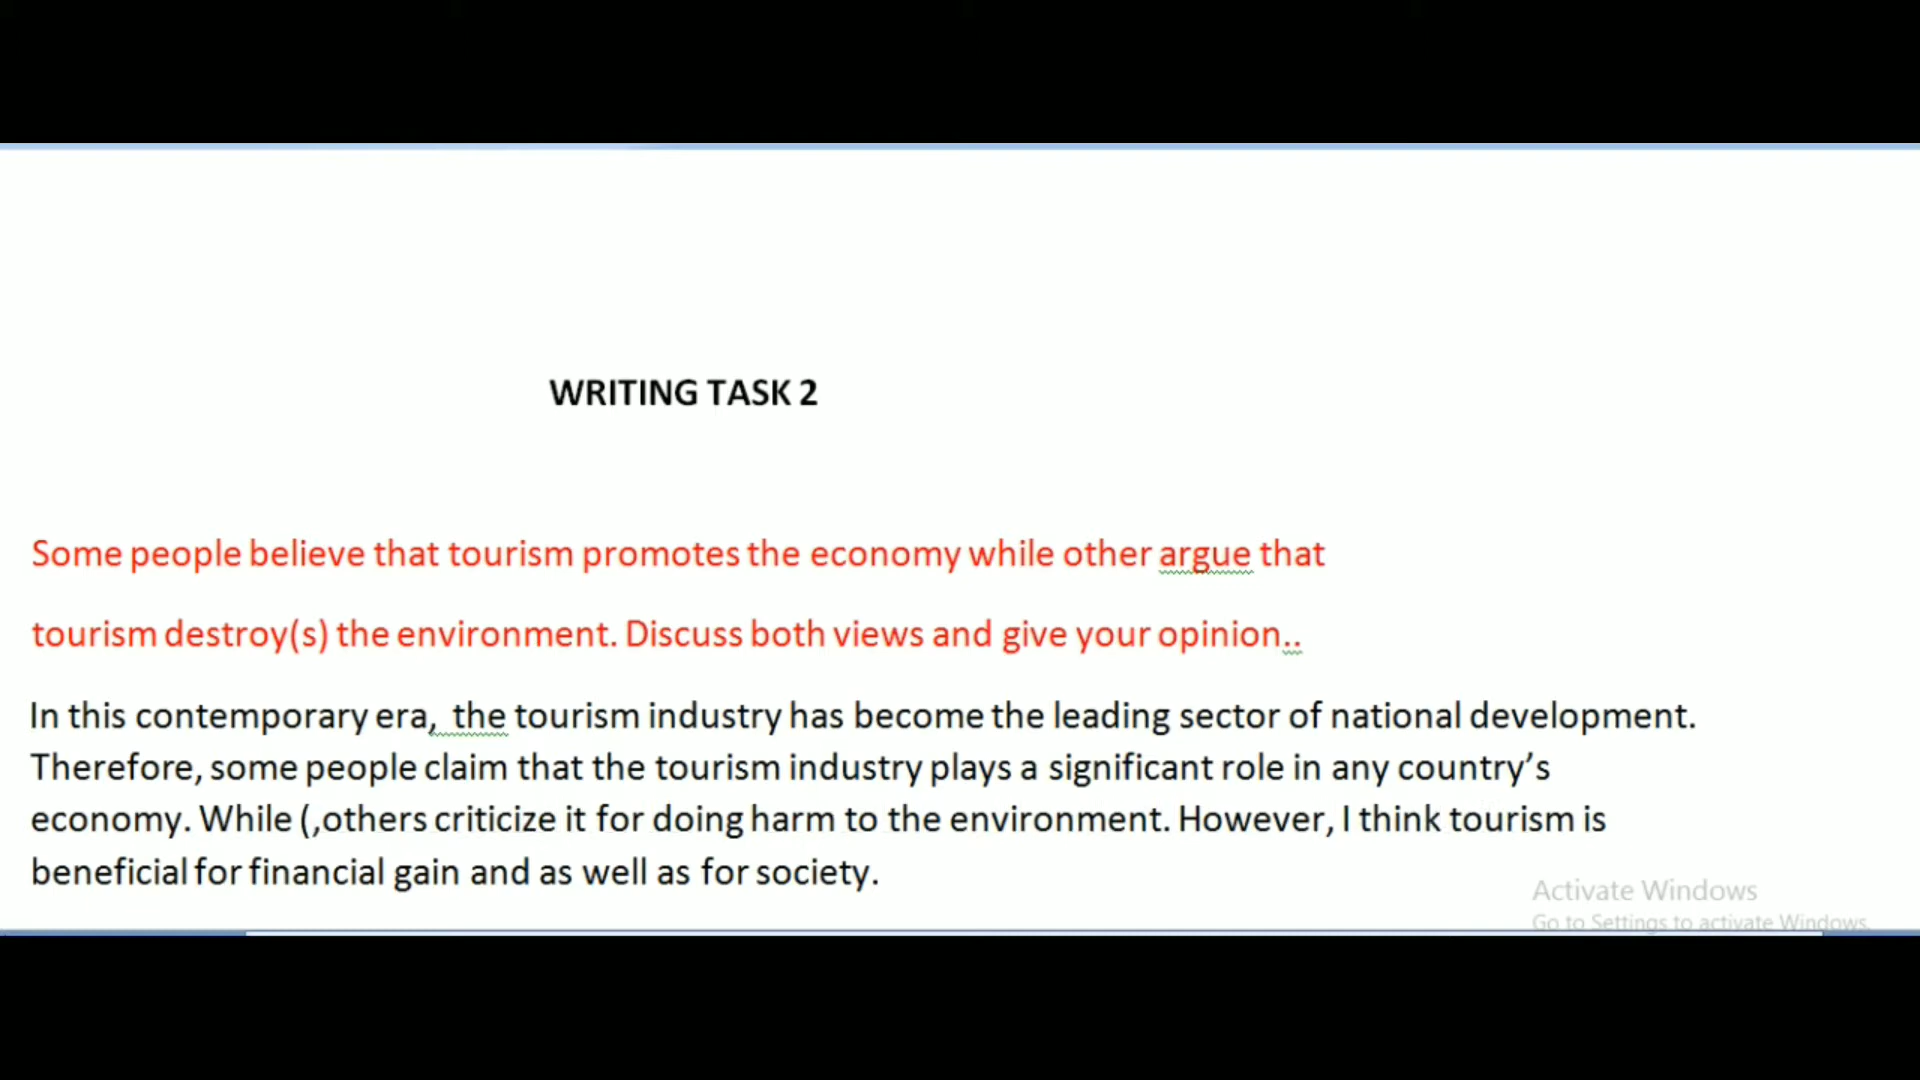 WRITING TASK 2
Some people believe that tourism promotes the economy while other argue that
tourism destroy(s) the environment. Discuss both views and give your opinion..
In this contemporary era, the tourism industry has become the leading sector of national development.
Therefore, some people claim that the tourism industry plays a significant role in any country's
economy. While (,others criticize it for doing harm to the environment. However, I think tourism is
beneficial for financial gain and as well as for society.
Activate Windows
Go to Settings to activate Windows.